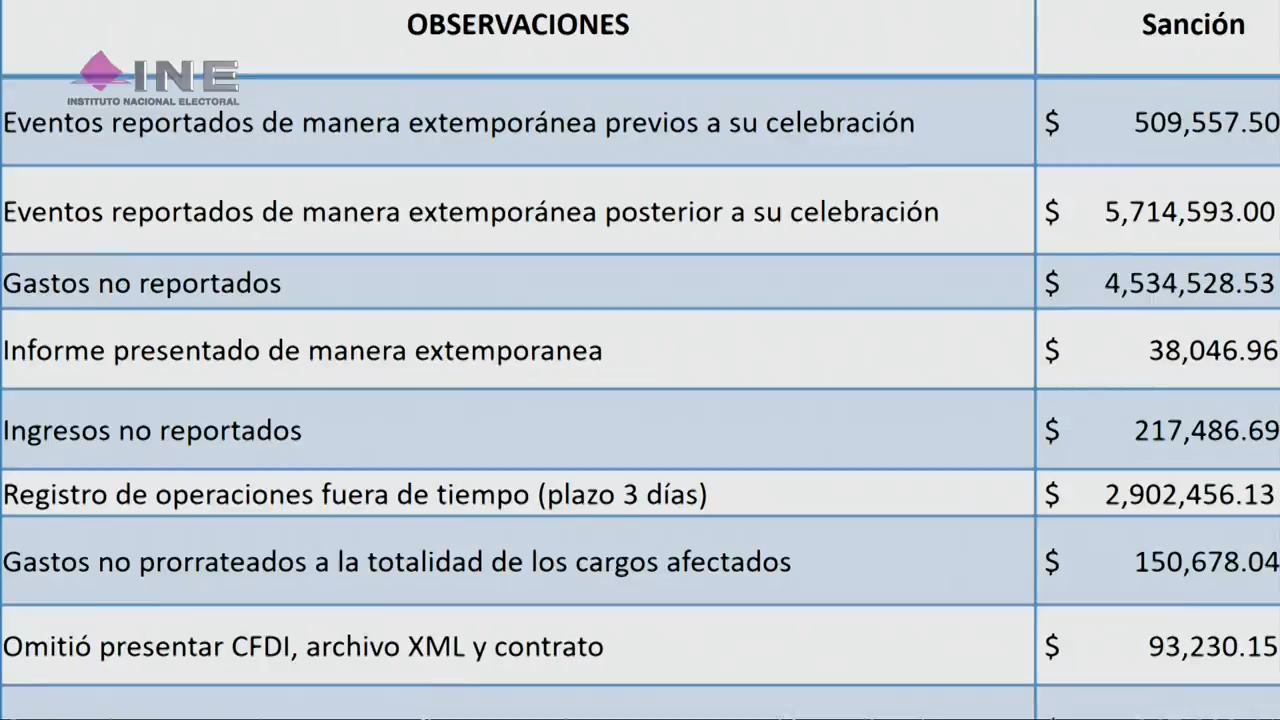 OBSERVACIONES Sanción
INE
INSTITUTO NACIONAL ELECTORAL
Eventos reportados de manera extemporánea previos a su celebración $ 509,557.50
Eventos reportados de manera extemporánea posterior a su celebración $ 5,714,593.00
Gastos no reportados $ 4,534,528.53
Informe presentado de manera extemporanea $ 38,046.96
Ingresos no reportados $ 217,486.69
Registro de operaciones fuera de tiempo (plazo 3 días) $ 2,902,456.13
Gastos no prorrateados a la totalidad de los cargos afectados $ 150,678.04
Omitió presentar CFDI, archivo XML y contrato $ 93,230.15